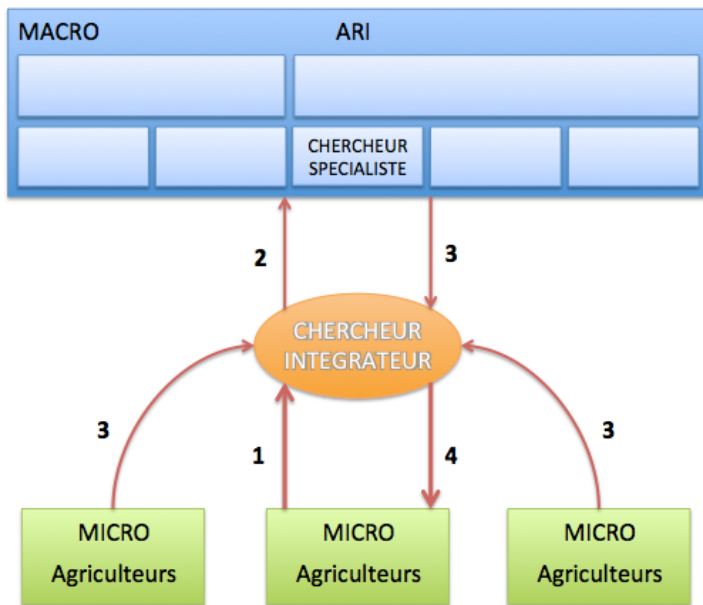 MACRO ARI
CHERCHEUR
SPECIALISTE
2
3
CHERCHEUR
INTEGRATEUR
3
1
4
3
MICRO
Agriculteurs
MICRO
Agriculteurs
MICRO
Agriculteurs